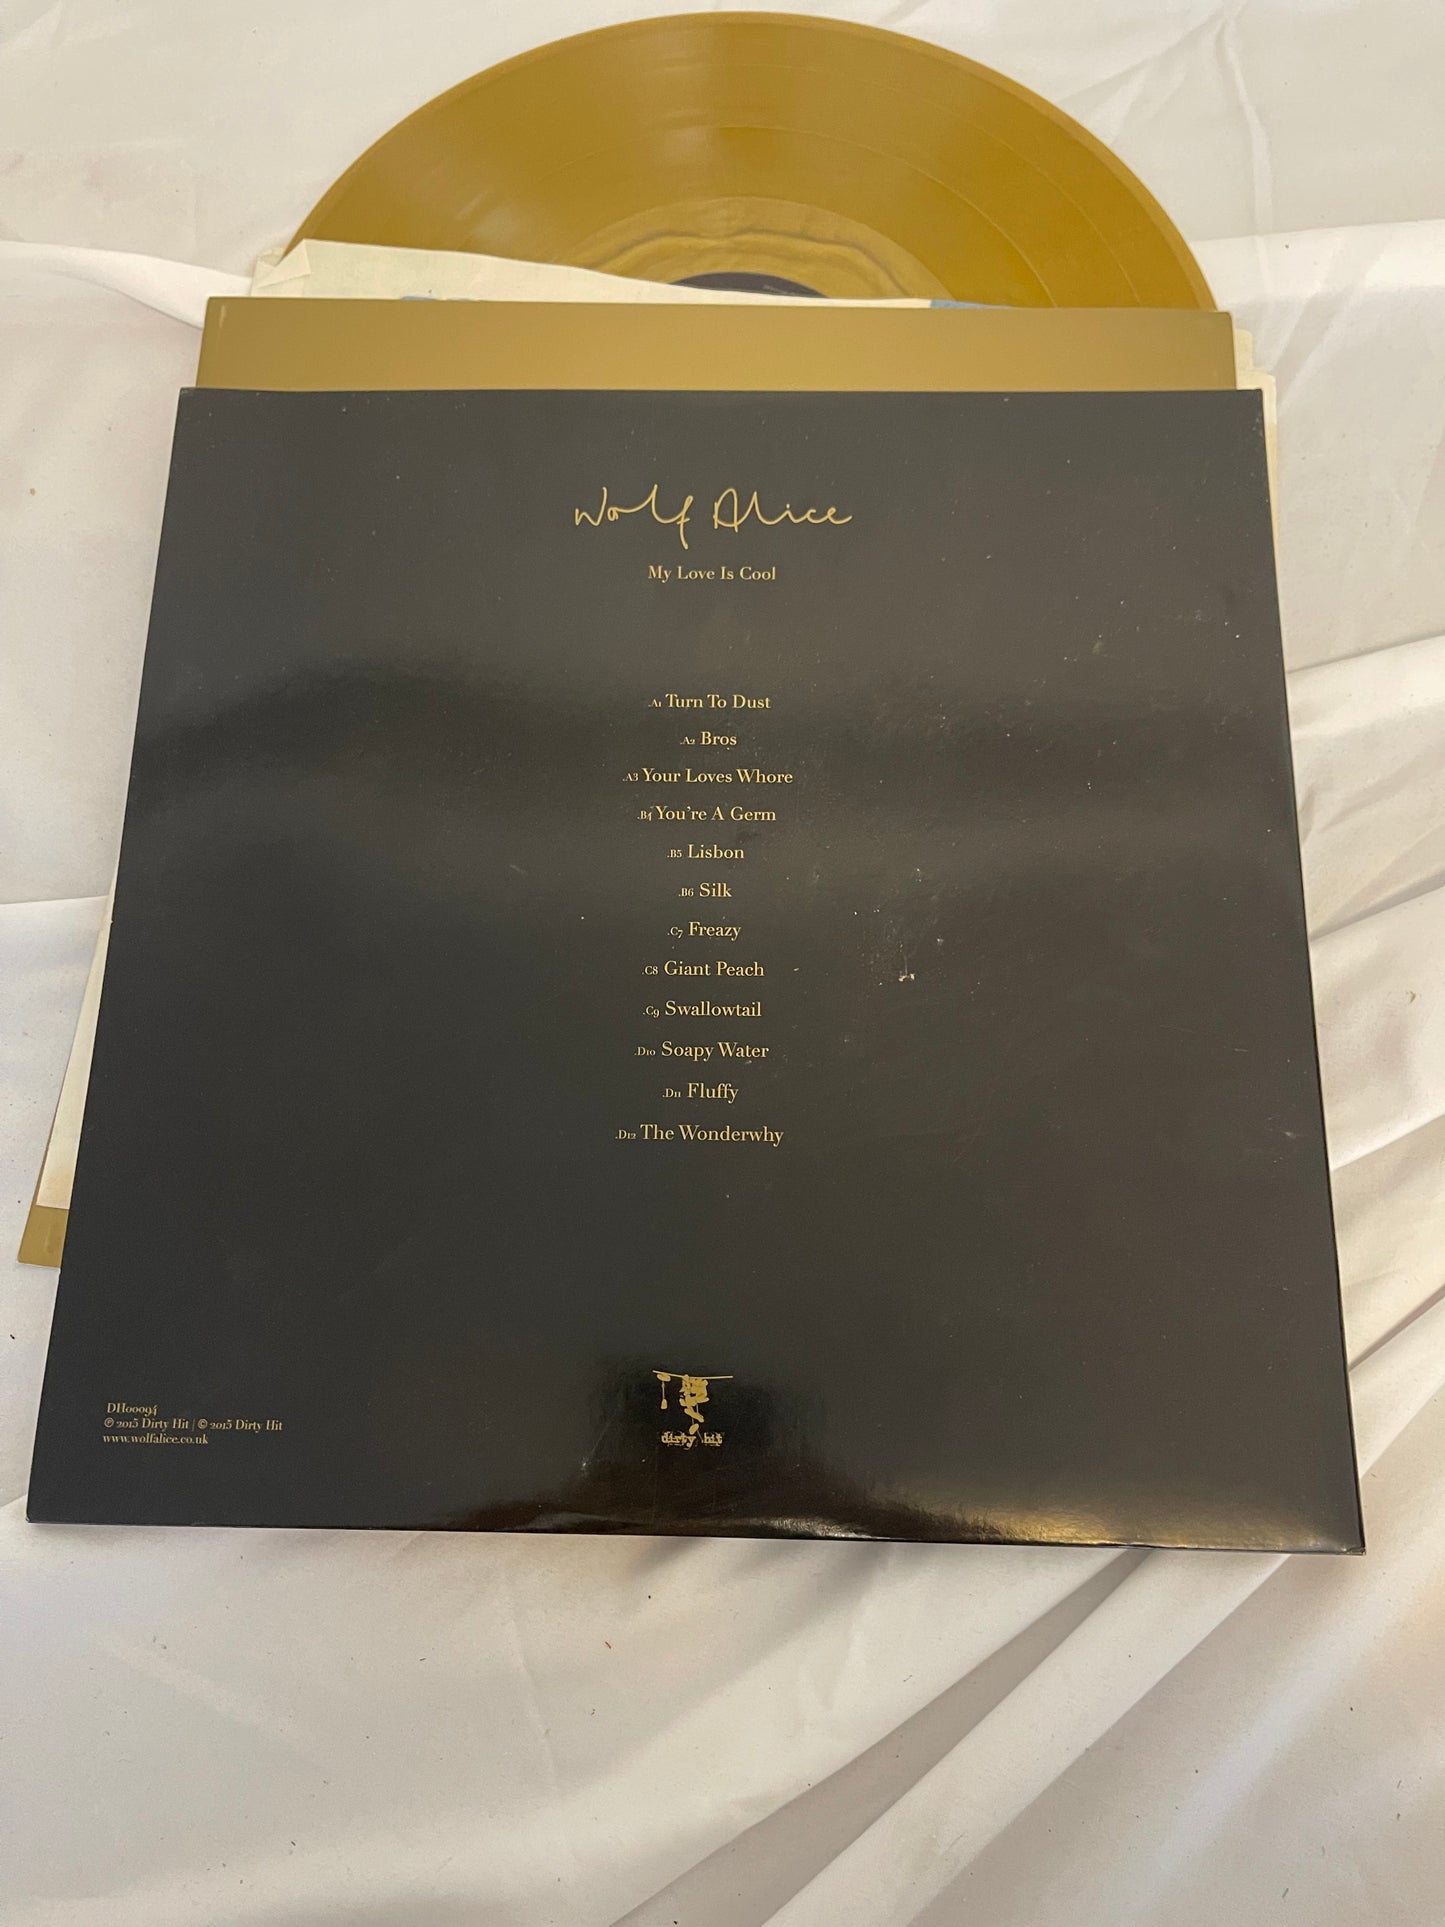 Wolf Alice
My Love Is Cool
.A1 Turn To Dust
.A2 Bros
.A3 Your Loves Whore
.B4 You're A Germ
.B5 Lisbon
.B6 Silk
.C7 Freazy
.C8 Giant Peach
.C9 Swallowtail
.D10 Soapy Water
.D11 Fluffy
.D12 The Wonderwhy
DH00094
℗ 2015 Dirty Hit | © 2015 Dirty Hit
www.wolfalice.co.uk
dirty hit